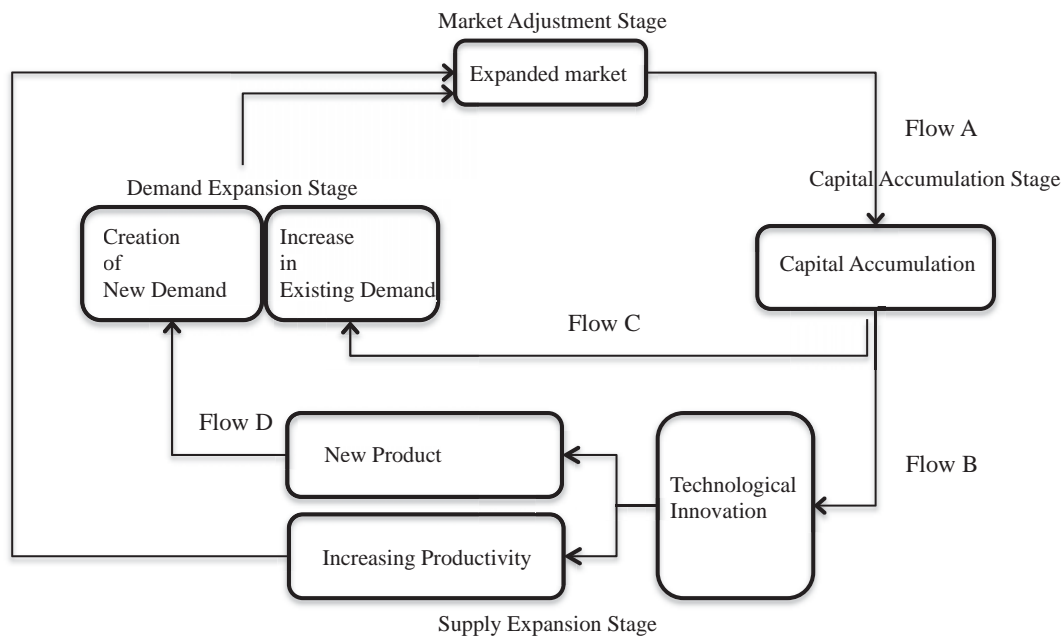 Market Adjustment Stage
Expanded market
Flow A
Demand Expansion Stage
Capital Accumulation Stage
Creation
of
New Demand
Increase
in
Existing Demand
Capital Accumulation
Flow C
Flow D
New Product
Flow B
Technological
Innovation
Increasing Productivity
Supply Expansion Stage